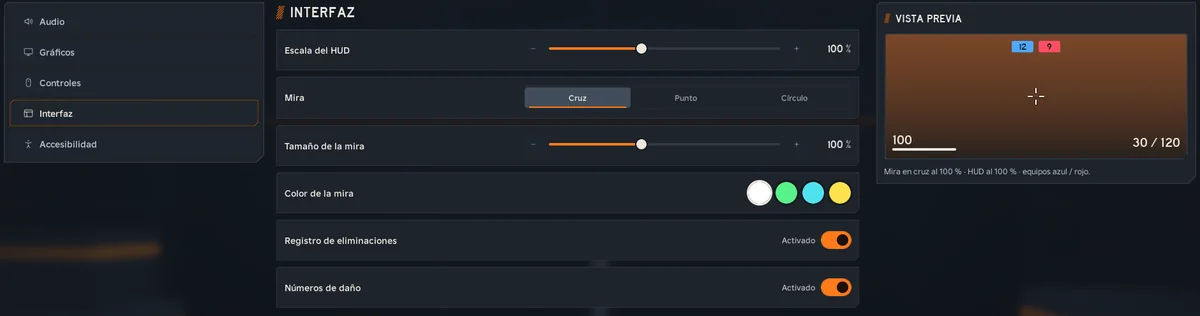 Audio
Gráficos
Controles
Interfaz
Accesibilidad
INTERFAZ
Escala del HUD − + 100 %
Mira Cruz Punto Círculo
Tamaño de la mira − + 100 %
Color de la mira
Registro de eliminaciones Activado
Números de daño Activado
VISTA PREVIA
12 9
100 30 / 120
Mira en cruz al 100 % · HUD al 100 % · equipos azul / rojo.